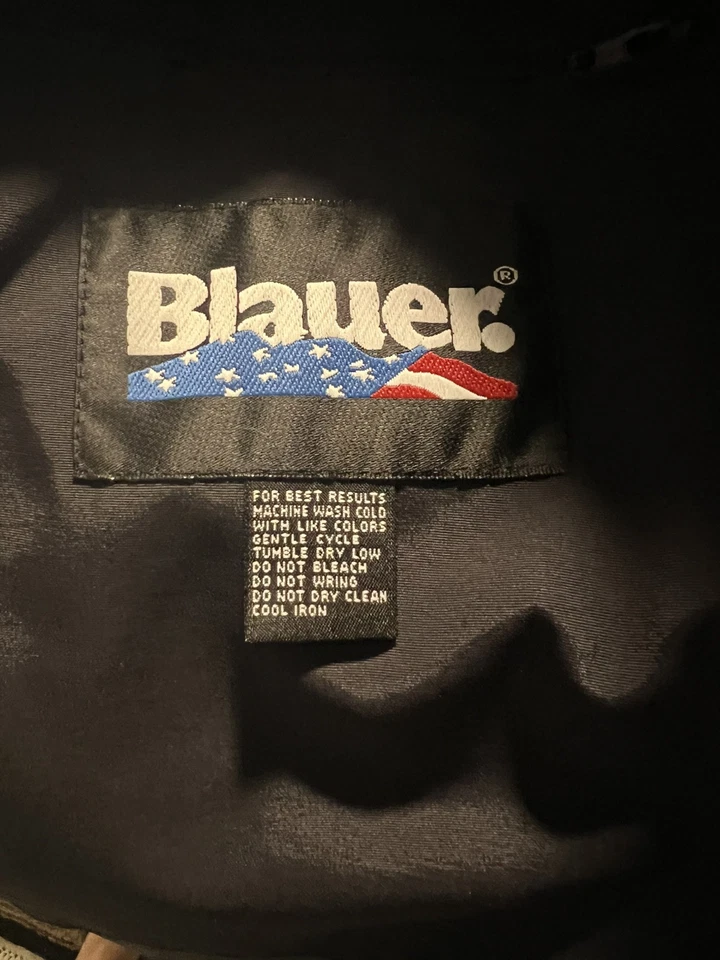 Blauer.®
FOR BEST RESULTS
MACHINE WASH COLD
WITH LIKE COLORS
GENTLE CYCLE
TUMBLE DRY LOW
DO NOT BLEACH
DO NOT WRING
DO NOT DRY CLEAN
COOL IRON